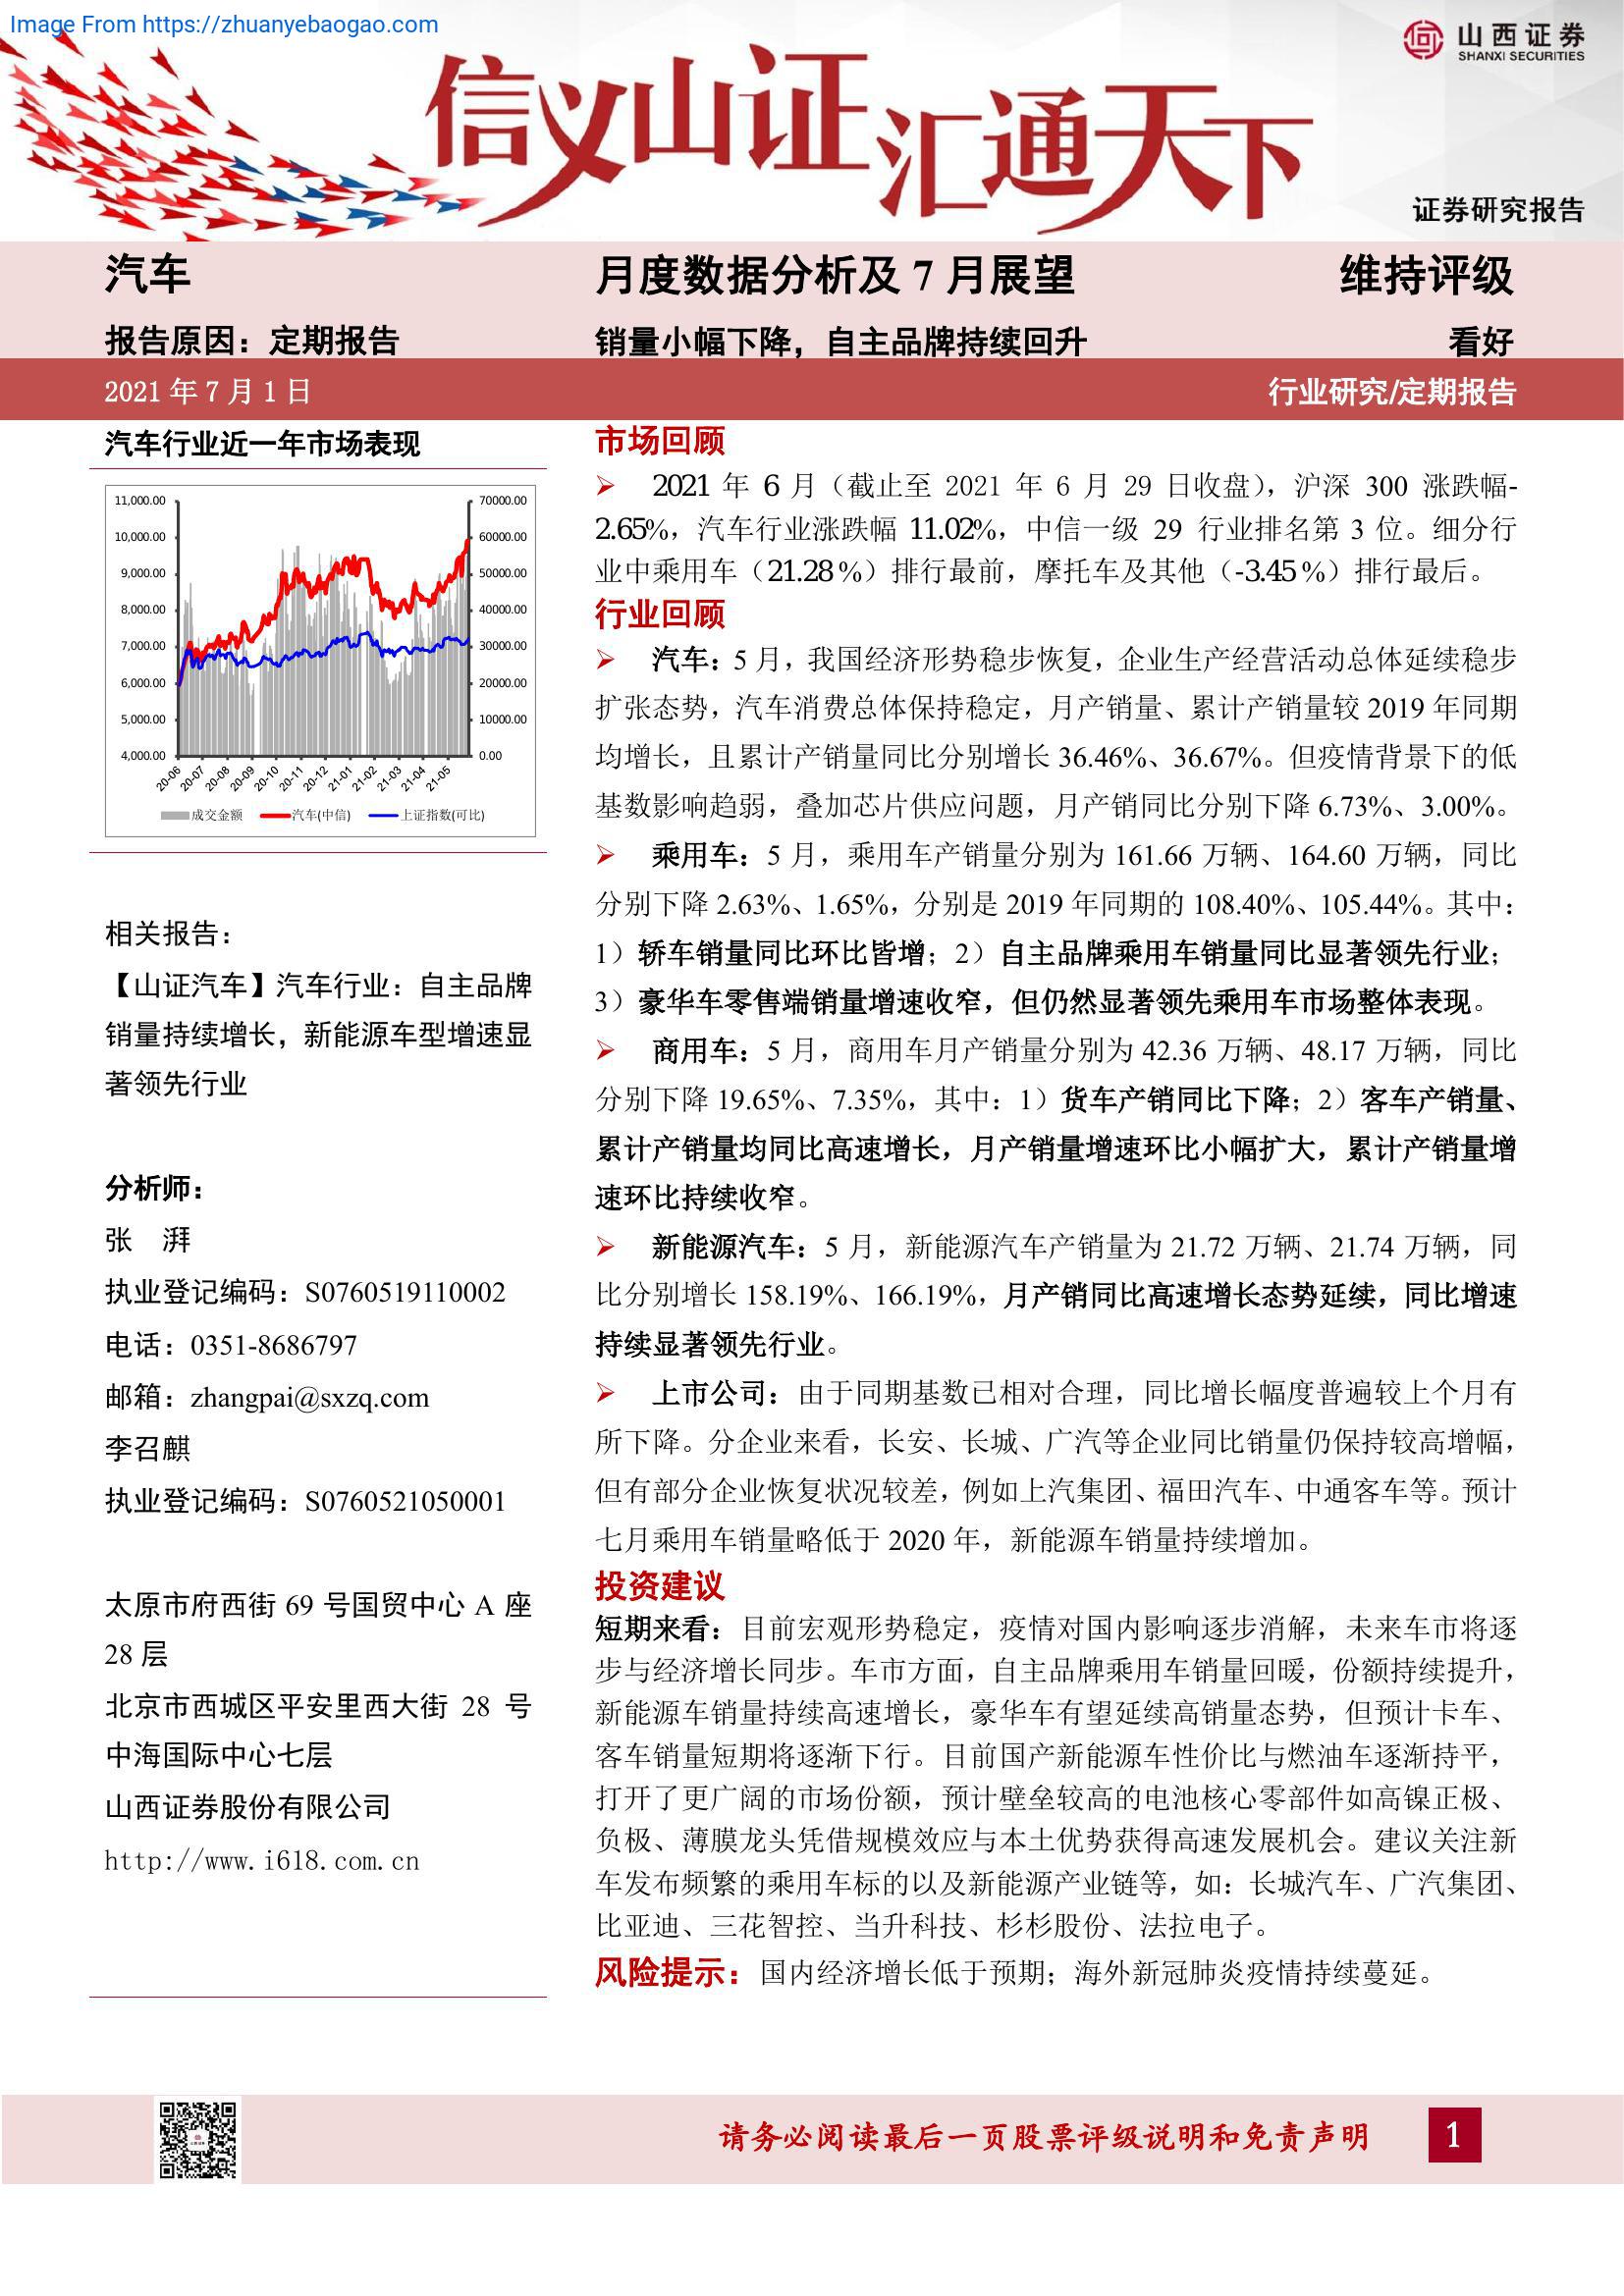 Image From https://zhuanyebaogao.com
山西证券
SHANXI SECURITIES
信义山证汇通天下
证券研究报告
汽车
月度数据分析及 7 月展望
维持评级
报告原因：定期报告
销量小幅下降，自主品牌持续回升
看好
2021 年 7 月 1 日
行业研究/定期报告
汽车行业近一年市场表现
11,000.00
10,000.00
9,000.00
8,000.00
7,000.00
6,000.00
5,000.00
4,000.00
70000.00
60000.00
50000.00
40000.00
30000.00
20000.00
10000.00
0.00
20-06
20-07
20-08
20-09
20-10
20-11
20-12
21-01
21-02
21-03
21-04
21-05
成交金额
汽车(中信)
上证指数(可比)
相关报告：
【山证汽车】汽车行业：自主品牌
销量持续增长，新能源车型增速显
著领先行业
分析师：
张 湃
执业登记编码：S0760519110002
电话：0351-8686797
邮箱：zhangpai@sxzq.com
李召麒
执业登记编码：S0760521050001
太原市府西街 69 号国贸中心 A 座
28 层
北京市西城区平安里西大街 28 号
中海国际中心七层
山西证券股份有限公司
http://www.i618.com.cn
市场回顾
➢ 2021 年 6 月（截止至 2021 年 6 月 29 日收盘），沪深 300 涨跌幅-
2.65%，汽车行业涨跌幅 11.02%，中信一级 29 行业排名第 3 位。细分行
业中乘用车（21.28%）排行最前，摩托车及其他（-3.45%）排行最后。
行业回顾
➢ 汽车：5 月，我国经济形势稳步恢复，企业生产经营活动总体延续稳步
扩张态势，汽车消费总体保持稳定，月产销量、累计产销量较 2019 年同期
均增长，且累计产销量同比分别增长 36.46%、36.67%。但疫情背景下的低
基数影响趋弱，叠加芯片供应问题，月产销同比分别下降 6.73%、3.00%。
➢ 乘用车：5 月，乘用车产销量分别为 161.66 万辆、164.60 万辆，同比
分别下降 2.63%、1.65%，分别是 2019 年同期的 108.40%、105.44%。其中：
1）轿车销量同比环比皆增；2）自主品牌乘用车销量同比显著领先行业；
3）豪华车零售端销量增速收窄，但仍然显著领先乘用车市场整体表现。
➢ 商用车：5 月，商用车月产销量分别为 42.36 万辆、48.17 万辆，同比
分别下降 19.65%、7.35%，其中：1）货车产销同比下降；2）客车产销量、
累计产销量均同比高速增长，月产销量增速环比小幅扩大，累计产销量增
速环比持续收窄。
➢ 新能源汽车：5 月，新能源汽车产销量为 21.72 万辆、21.74 万辆，同
比分别增长 158.19%、166.19%，月产销同比高速增长态势延续，同比增速
持续显著领先行业。
➢ 上市公司：由于同期基数已相对合理，同比增长幅度普遍较上个月有
所下降。分企业来看，长安、长城、广汽等企业同比销量仍保持较高增幅，
但有部分企业恢复状况较差，例如上汽集团、福田汽车、中通客车等。预计
七月乘用车销量略低于 2020 年，新能源车销量持续增加。
投资建议
短期来看：目前宏观形势稳定，疫情对国内影响逐步消解，未来车市将逐
步与经济增长同步。车市方面，自主品牌乘用车销量回暖，份额持续提升，
新能源车销量持续高速增长，豪华车有望延续高销量态势，但预计卡车、
客车销量短期将逐渐下行。目前国产新能源车性价比与燃油车逐渐持平，
打开了更广阔的市场份额，预计壁垒较高的电池核心零部件如高镍正极、
负极、薄膜龙头凭借规模效应与本土优势获得高速发展机会。建议关注新
车发布频繁的乘用车标的以及新能源产业链等，如：长城汽车、广汽集团、
比亚迪、三花智控、当升科技、杉杉股份、法拉电子。
风险提示：国内经济增长低于预期；海外新冠肺炎疫情持续蔓延。
请务必阅读最后一页股票评级说明和免责声明
1